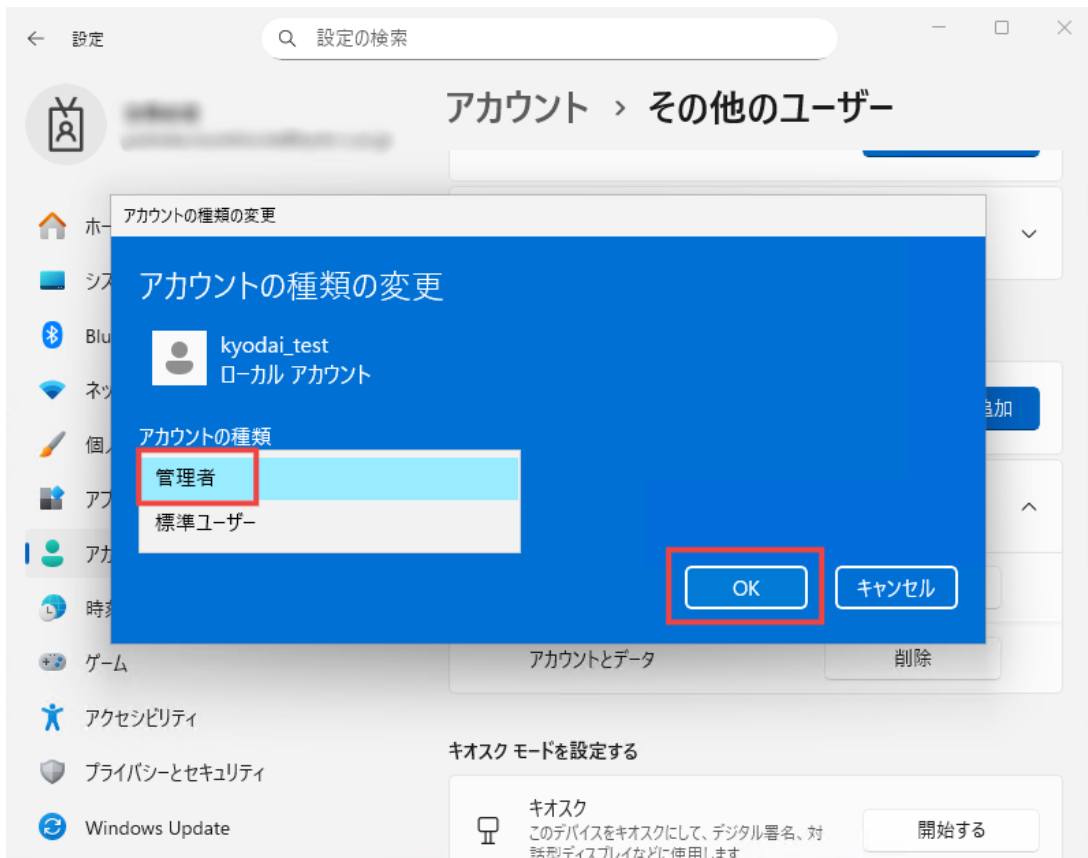 設定
設定の検索
アカウント › その他のユーザー
アカウントの種類の変更
アカウントの種類の変更
kyodai_test
ローカル アカウント
アカウントの種類
管理者
標準ユーザー
OK
キャンセル
ホー
シス
Blu
ネッ
個人
アプ
アカ
時刻
ゲーム
アクセシビリティ
プライバシーとセキュリティ
Windows Update
追加
アカウントとデータ
削除
キオスク モードを設定する
キオスク
このデバイスをキオスクにして、デジタル署名、対
話型ディスプレイなどに使用します
開始する